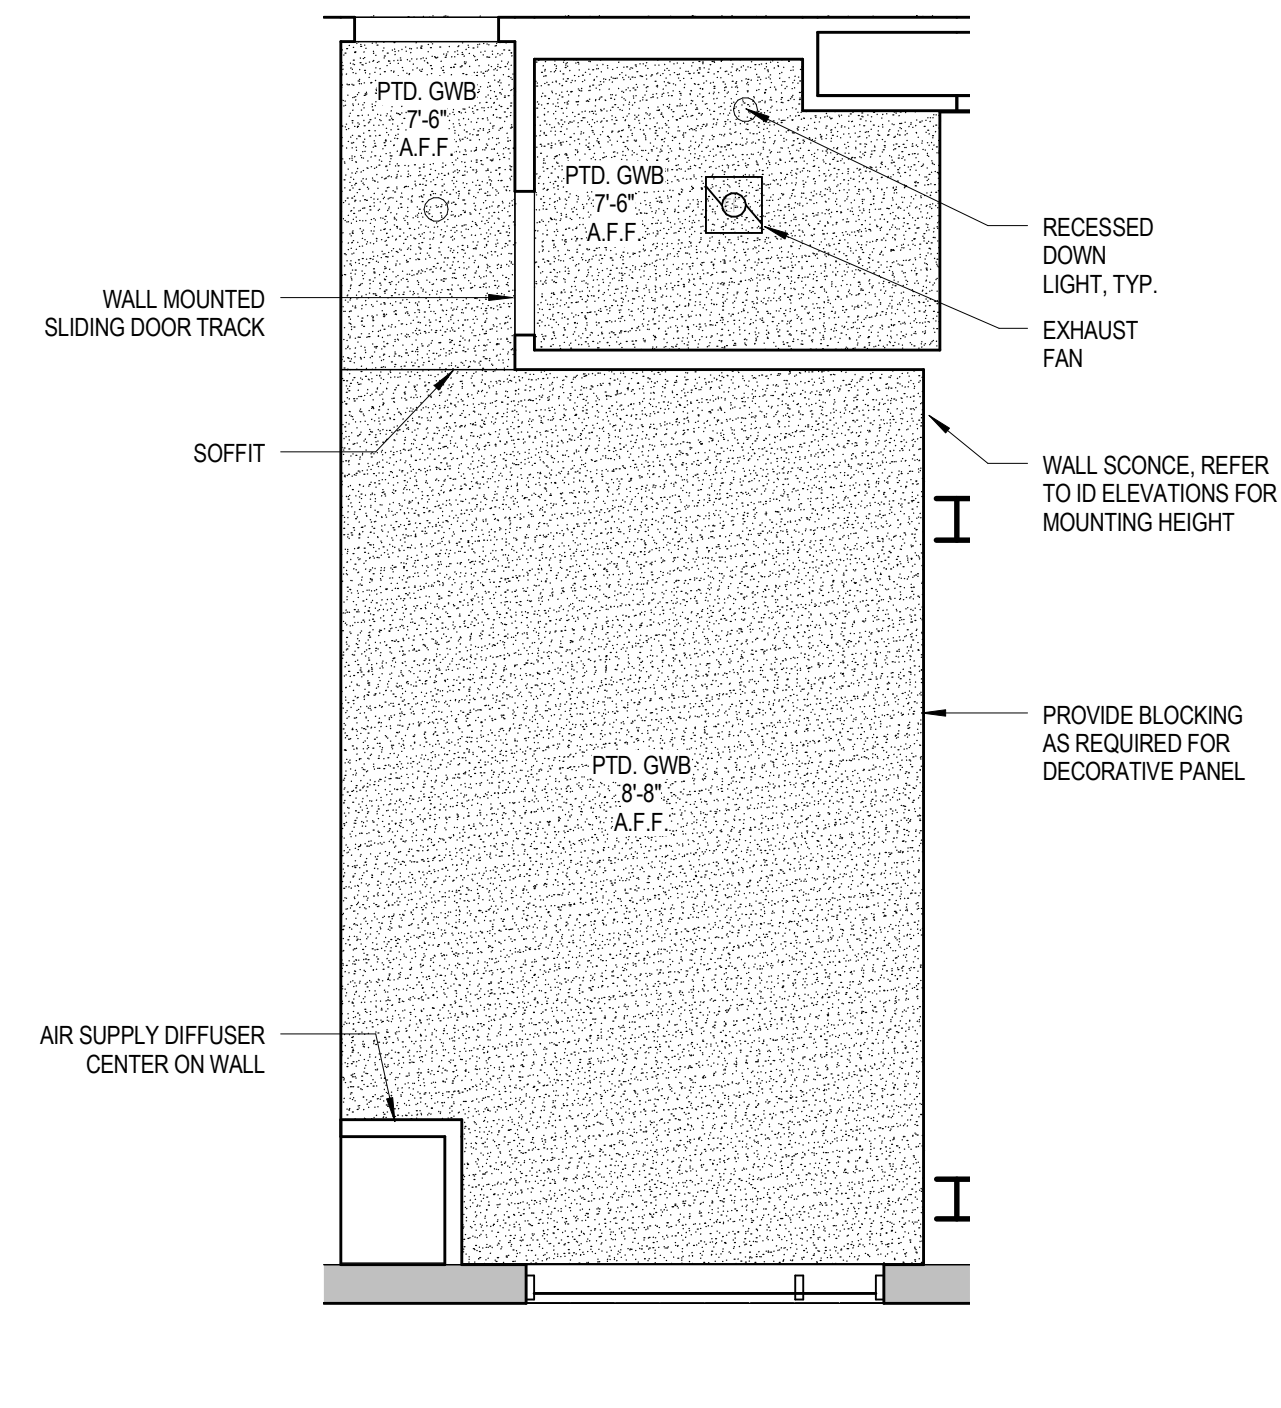 PTD. GWB
7'-6"
A.F.F.
PTD. GWB
7'-6"
A.F.F.
RECESSED
DOWN
LIGHT, TYP.
WALL MOUNTED
SLIDING DOOR TRACK
EXHAUST
FAN
SOFFIT
WALL SCONCE, REFER
TO ID ELEVATIONS FOR
MOUNTING HEIGHT
PROVIDE BLOCKING
AS REQUIRED FOR
DECORATIVE PANEL
PTD. GWB
8'-8"
A.F.F.
AIR SUPPLY DIFFUSER
CENTER ON WALL